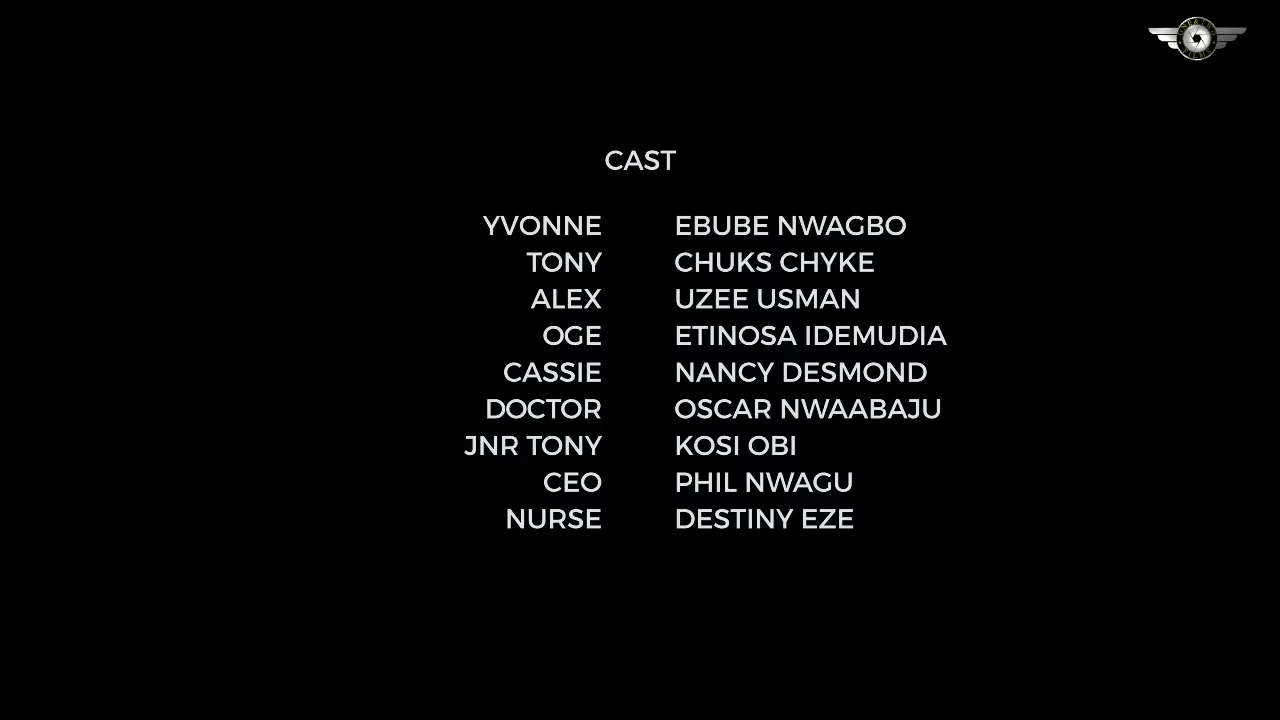 CAST
YVONNE EBUBE NWAGBO
TONY CHUKS CHYKE
ALEX UZEE USMAN
OGE ETINOSA IDEMUDIA
CASSIE NANCY DESMOND
DOCTOR OSCAR NWAABAJU
JNR TONY KOSI OBI
CEO PHIL NWAGU
NURSE DESTINY EZE